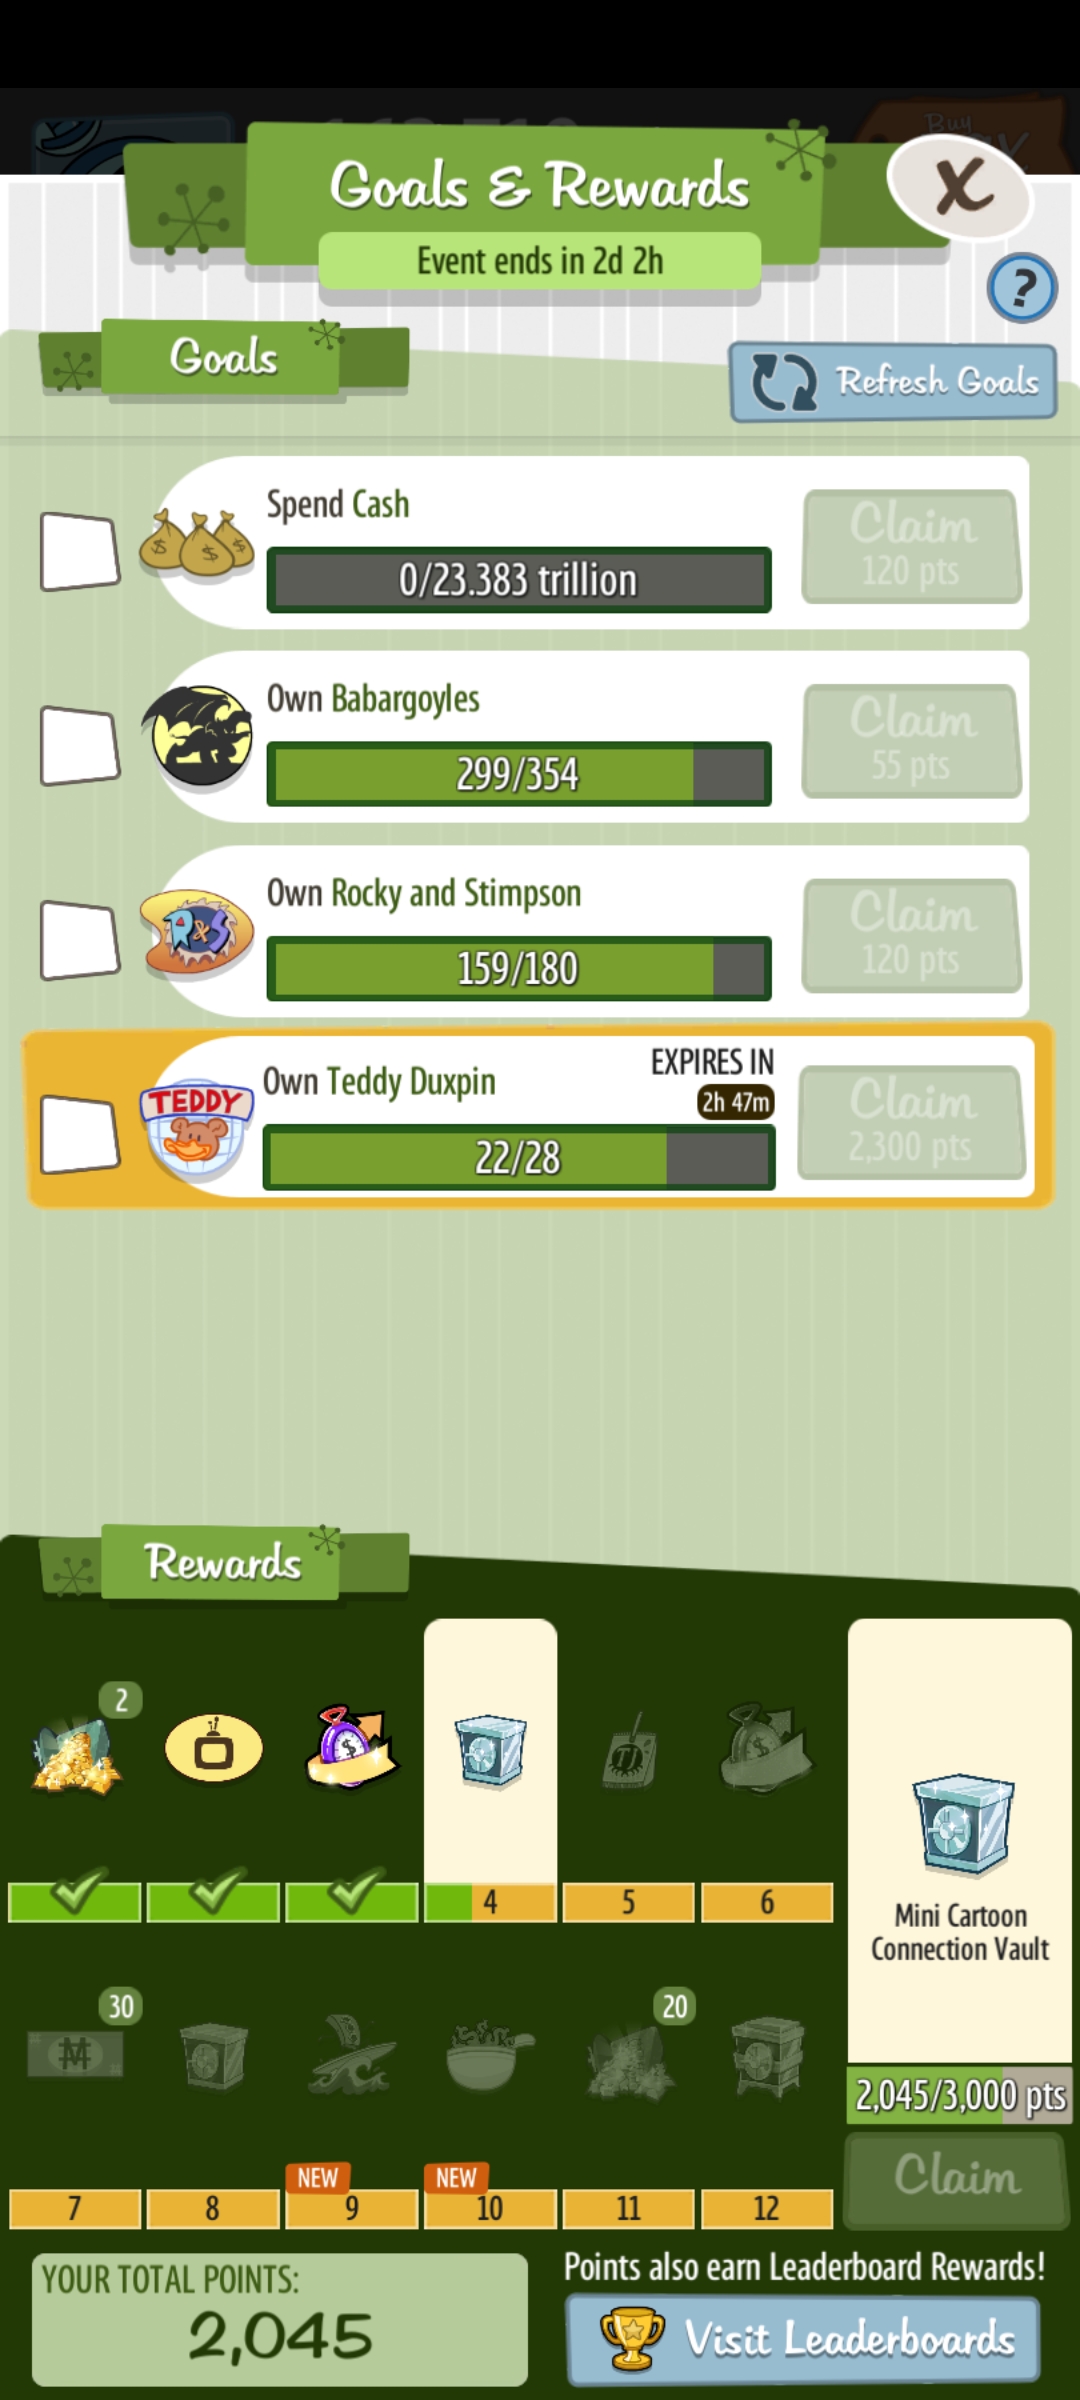 Buy
Goals & Rewards
X
Event ends in 2d 2h
?
Goals
Refresh Goals
Spend Cash
0/23.383 trillion
Claim
120 pts
Own Babargoyles
299/354
Claim
55 pts
Own Rocky and Stimpson
R&S
159/180
Claim
120 pts
Own Teddy Duxpin
EXPIRES IN
2h 47m
TEDDY
22/28
Claim
2,300 pts
Rewards
2
4
5
6
Mini Cartoon
Connection Vault
30
20
2,045/3,000 pts
NEW
NEW
7
8
9
10
11
12
Claim
YOUR TOTAL POINTS:
2,045
Points also earn Leaderboard Rewards!
Visit Leaderboards